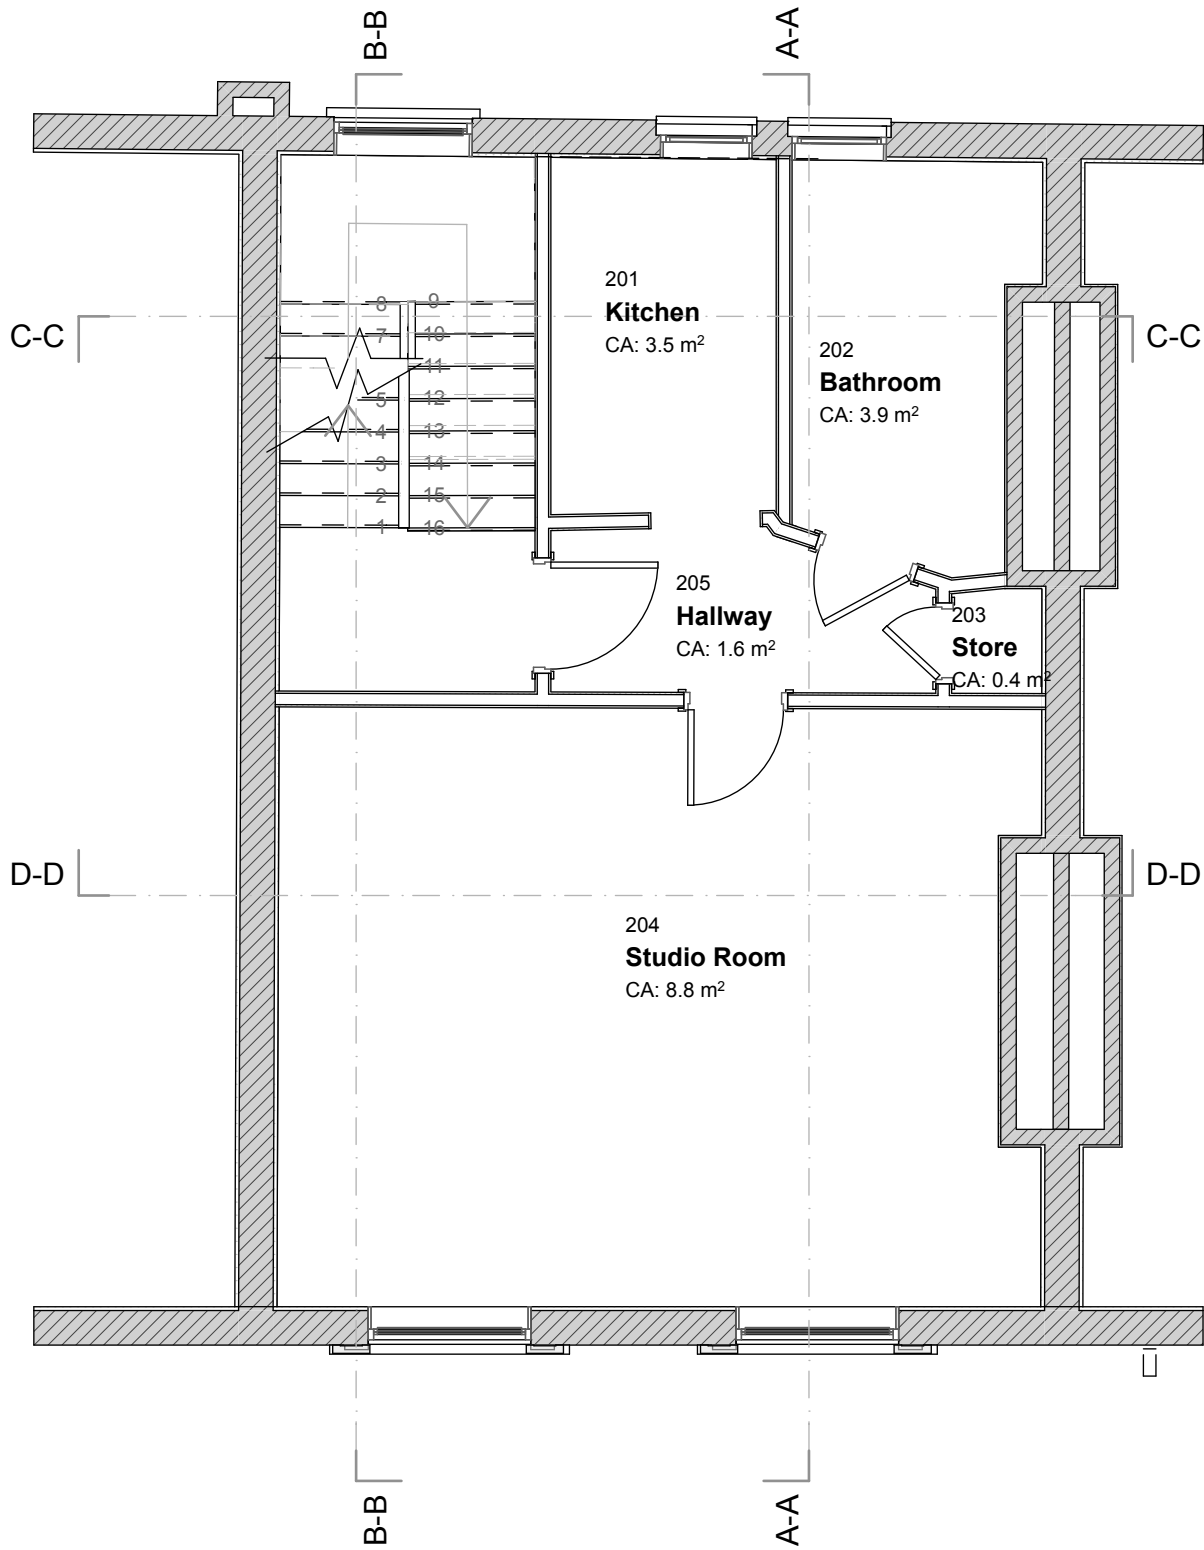 B-B
A-A
201
Kitchen
CA: 3.5 m²
C-C
C-C
202
Bathroom
CA: 3.9 m²
8 9
7 10
11
5 12
4 13
3 14
2 15
1 16
205
Hallway
CA: 1.6 m²
203
Store
CA: 0.4 m²
D-D
D-D
204
Studio Room
CA: 8.8 m²
B-B
A-A